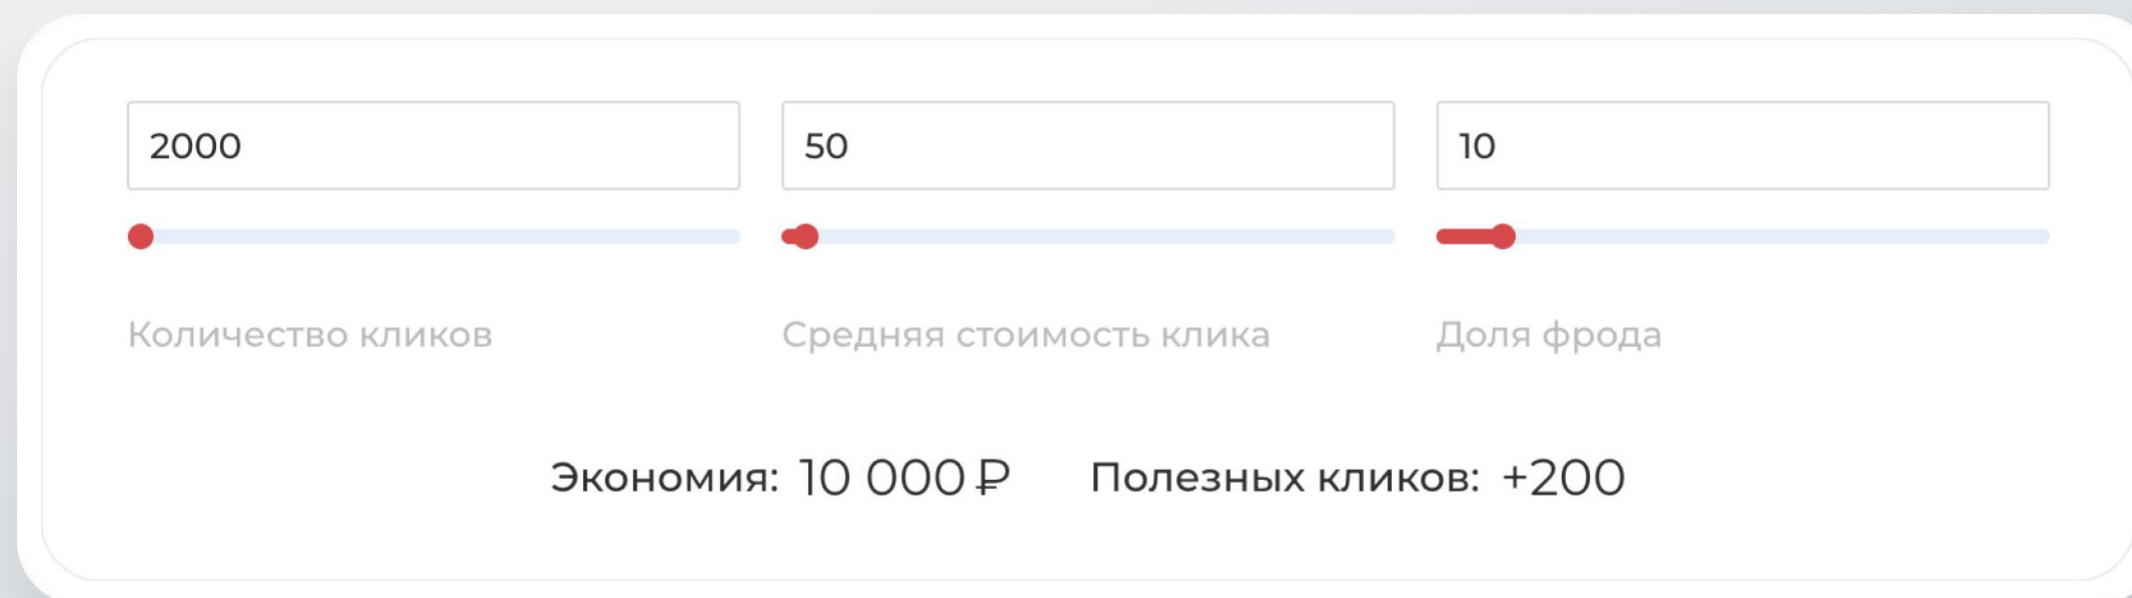 2000 50 10
Количество кликов Средняя стоимость клика Доля фрода
Экономия: 10 000 ₽ Полезных кликов: +200